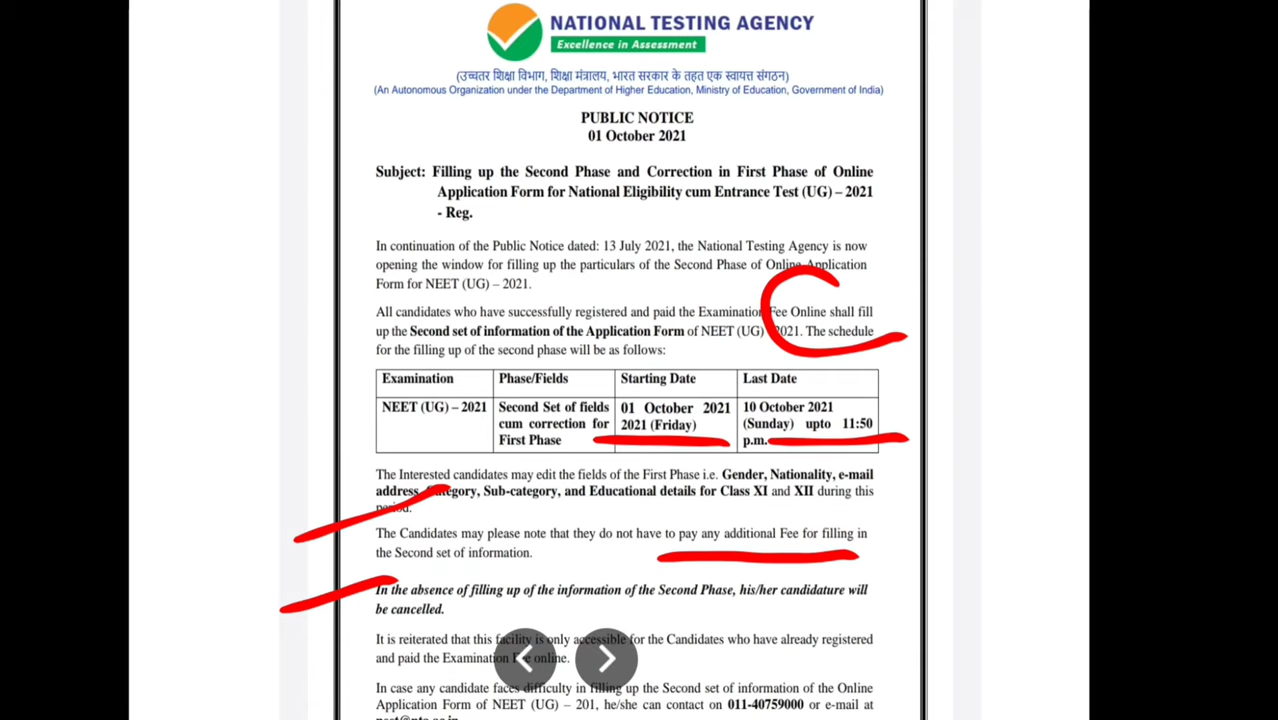 NATIONAL TESTING AGENCY
Excellence in Assessment
(उच्चतर शिक्षा विभाग, शिक्षा मंत्रालय, भारत सरकार के तहत एक स्वायत्त संगठन)
(An Autonomous Organization under the Department of Higher Education, Ministry of Education, Government of India)
PUBLIC NOTICE
01 October 2021
Subject: Filling up the Second Phase and Correction in First Phase of Online
Application Form for National Eligibility cum Entrance Test (UG) – 2021
- Reg.
In continuation of the Public Notice dated: 13 July 2021, the National Testing Agency is now
opening the window for filling up the particulars of the Second Phase of Online Application
Form for NEET (UG) – 2021.
All candidates who have successfully registered and paid the Examination Fee Online shall fill
up the Second set of information of the Application Form of NEET (UG) 2021. The schedule
for the filling up of the second phase will be as follows:
Examination Phase/Fields Starting Date Last Date
NEET (UG) – 2021 Second Set of fields 01 October 2021 10 October 2021
cum correction for 2021 (Friday) (Sunday) upto 11:50
First Phase p.m.
The Interested candidates may edit the fields of the First Phase i.e. Gender, Nationality, e-mail
address, Category, Sub-category, and Educational details for Class XI and XII during this
period.
The Candidates may please note that they do not have to pay any additional Fee for filling in
the Second set of information.
In the absence of filling up of the information of the Second Phase, his/her candidature will
be cancelled.
It is reiterated that this facility is only accessible for the Candidates who have already registered
and paid the Examination Fee online.
In case any candidate faces difficulty in filling up the Second set of information of the Online
Application Form of NEET (UG) – 201, he/she can contact on 011-40759000 or e-mail at